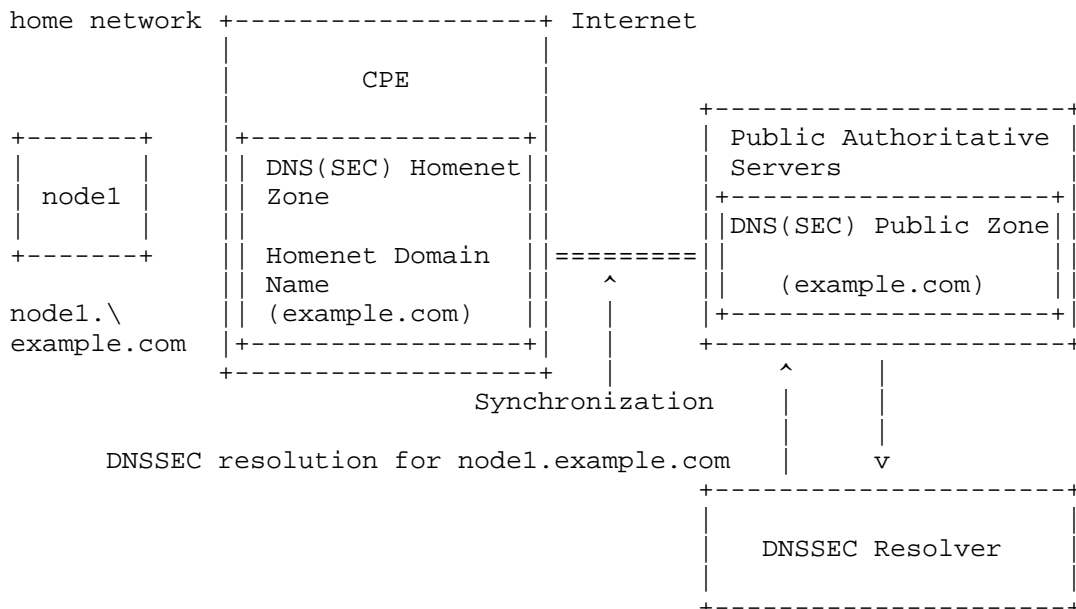 home network
Internet
CPE
node1
DNS(SEC) Homenet
Zone
Homenet Domain
Name
(example.com)
node1.\
example.com
Public Authoritative
Servers
DNS(SEC) Public Zone
(example.com)
Synchronization
DNSSEC resolution for node1.example.com
DNSSEC Resolver